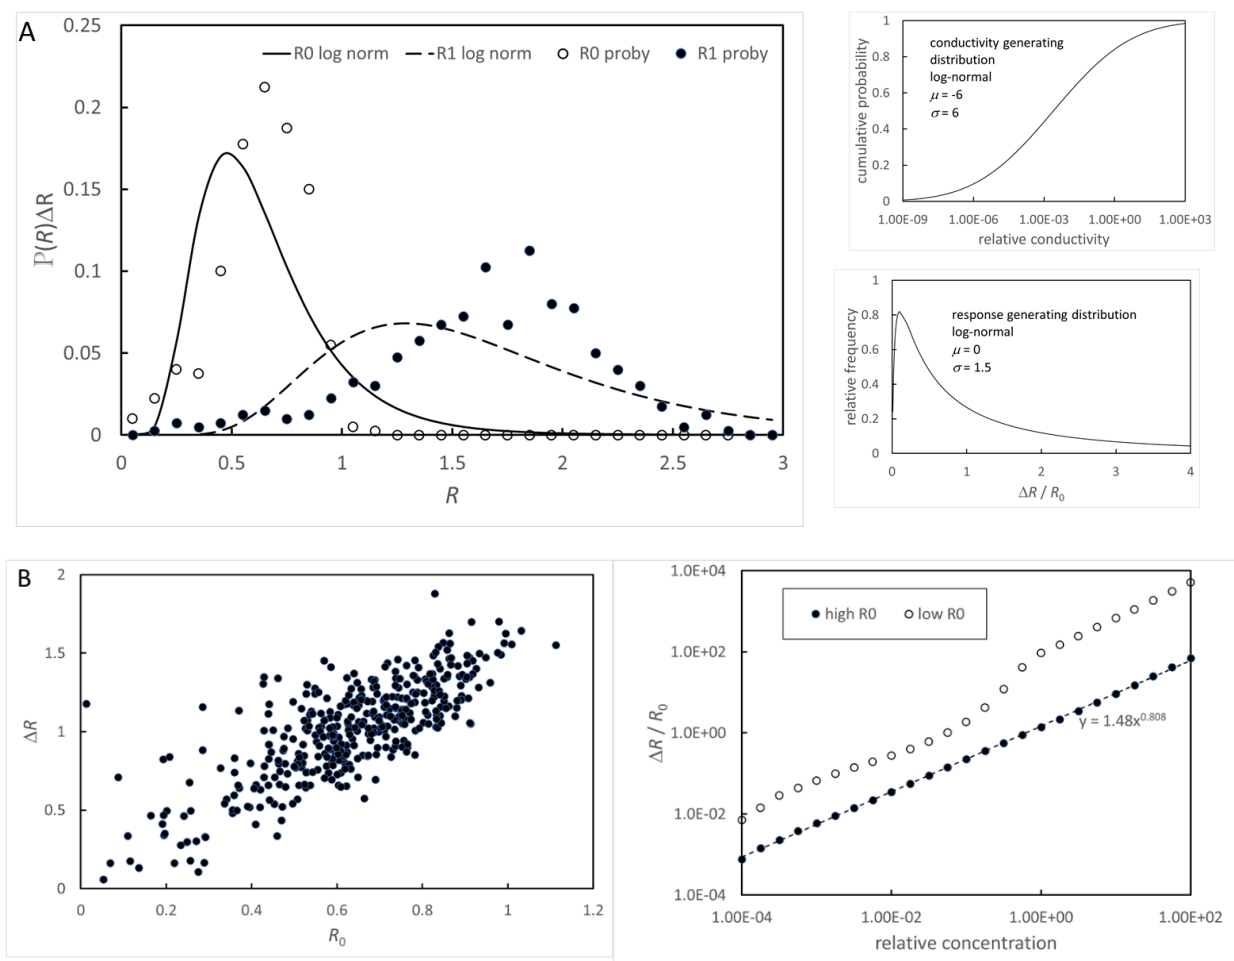 A
0.25
0.2
0.15
0.1
0.05
0
ℙ(R)ΔR
R0 log norm
R1 log norm
R0 proby
R1 proby
0 0.5 1 1.5 2 2.5 3
R
1
0.8
0.6
0.4
0.2
0
cumulative probability
conductivity generating
distribution
log-normal
μ = -6
σ = 6
1.00E-09 1.00E-06 1.00E-03 1.00E+00 1.00E+03
relative conductivity
1
0.8
0.6
0.4
0.2
0
relative frequency
response generating distribution
log-normal
μ = 0
σ = 1.5
0 1 2 3 4
ΔR / R0
B
2
1.5
1
0.5
0
ΔR
0 0.2 0.4 0.6 0.8 1 1.2
R0
1.0E+04
1.0E+02
1.0E+00
1.0E-02
1.0E-04
ΔR / R0
high R0
low R0
y = 1.48x^0.808
1.00E-04 1.00E-02 1.00E+00 1.00E+02
relative concentration